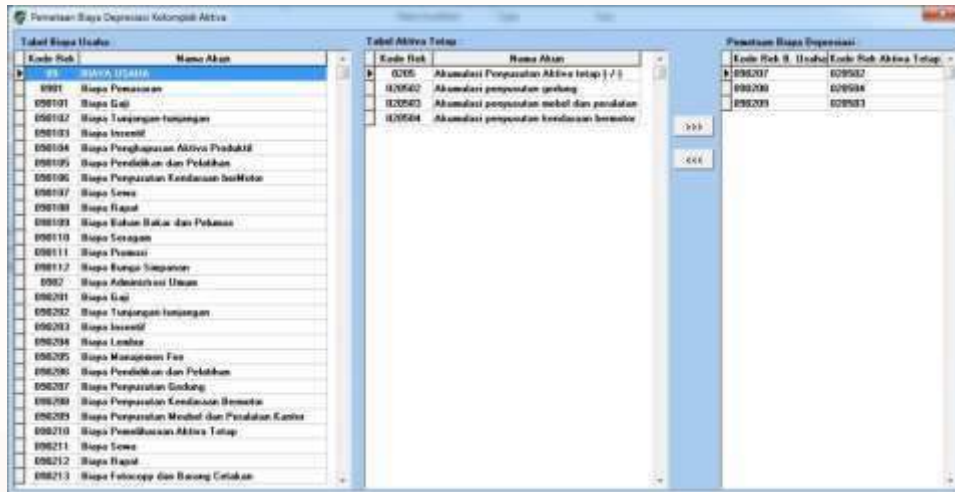 Pemetaan Biaya Depresiasi Kelompok Aktiva
Tabel Biaya Usaha
Kode Rek Nama Akun
09 BIAYA USAHA
0901 Biaya Pemasaran
090101 Biaya Gaji
090102 Biaya Tunjangan-tunjangan
090103 Biaya Insentif
090104 Biaya Penghapusan Aktiva Produktif
090105 Biaya Pendidikan dan Pelatihan
090106 Biaya Penyusutan Kendaraan berMotor
090107 Biaya Sewa
090108 Biaya Rapat
090109 Biaya Bahan Bakar dan Pelumas
090110 Biaya Seragam
090111 Biaya Promosi
090112 Biaya Bunga Simpanan
0902 Biaya Administrasi Umum
090201 Biaya Gaji
090202 Biaya Tunjangan-tunjangan
090203 Biaya Insentif
090204 Biaya Lembur
090205 Biaya Manajemen Fee
090206 Biaya Pendidikan dan Pelatihan
090207 Biaya Penyusutan Gedung
090208 Biaya Penyusutan Kendaraan Bermotor
090209 Biaya Penyusutan Meubel dan Peralatan Kantor
090210 Biaya Pemeliharaan Aktiva Tetap
090211 Biaya Sewa
090212 Biaya Rapat
090213 Biaya Fotocopy dan Barang Cetakan
Tabel Aktiva Tetap
Kode Rek Nama Akun
0205 Akumulasi Penyusutan Aktiva tetap ( / )
020502 Akumulasi penyusutan gedung
020503 Akumulasi penyusutan mebel dan peralatan
020504 Akumulasi penyusutan kendaraan bermotor
>>>
<<<
Pemetaan Biaya Depresiasi
Kode Rek B. Usaha Kode Rek Aktiva Tetap
090207 020502
090208 020504
090209 020503